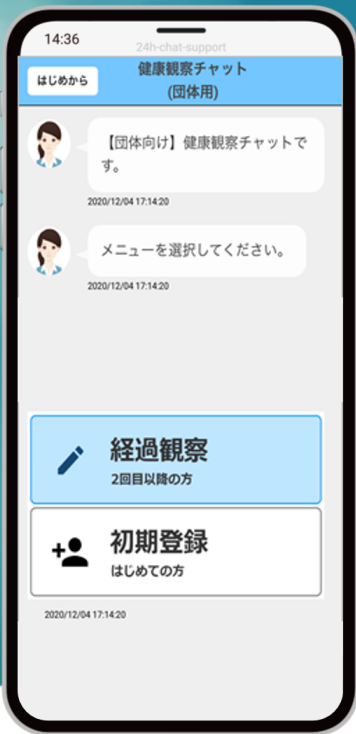 14:36
24h-chat-support
はじめから
健康観察チャット
(団体用)
【団体向け】健康観察チャットで
す。
2020/12/04 17:14:20
メニューを選択してください。
2020/12/04 17:14:20
経過観察
2回目以降の方
初期登録
はじめての方
2020/12/04 17:14:20